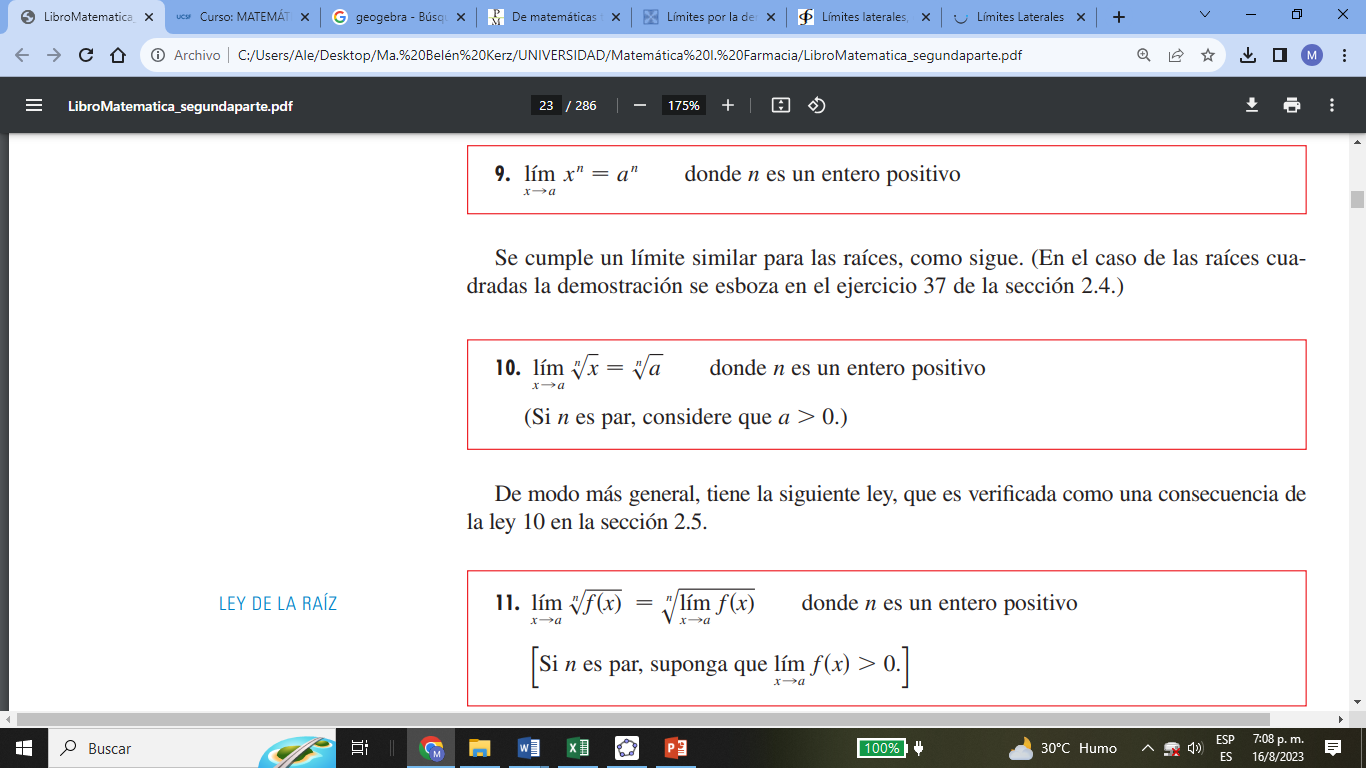 LibroMatematica_
Curso: MATEMÁT
geogebra - Búsq
De matemáticas
Límites por la de
Límites laterales,
Límites Laterales
Archivo
C:/Users/Ale/Desktop/Ma.%20Belén%20Kerz/UNIVERSIDAD/Matemática%20I.%20Farmacia/LibroMatematica_segundaparte.pdf
M
LibroMatematica_segundaparte.pdf
23 / 286
175%
9. lím x→a xⁿ = aⁿ donde n es un entero positivo
Se cumple un límite similar para las raíces, como sigue. (En el caso de las raíces cua-
dradas la demostración se esboza en el ejercicio 37 de la sección 2.4.)
10. lím x→a ⁿ√x = ⁿ√a donde n es un entero positivo
(Si n es par, considere que a > 0.)
De modo más general, tiene la siguiente ley, que es verificada como una consecuencia de
la ley 10 en la sección 2.5.
LEY DE LA RAÍZ
11. lím x→a ⁿ√f(x) = ⁿ√lím x→a f(x) donde n es un entero positivo
[Si n es par, suponga que lím x→a f(x) > 0.]
Buscar
100%
30°C Humo
ESP
ES
7:08 p. m.
16/8/2023